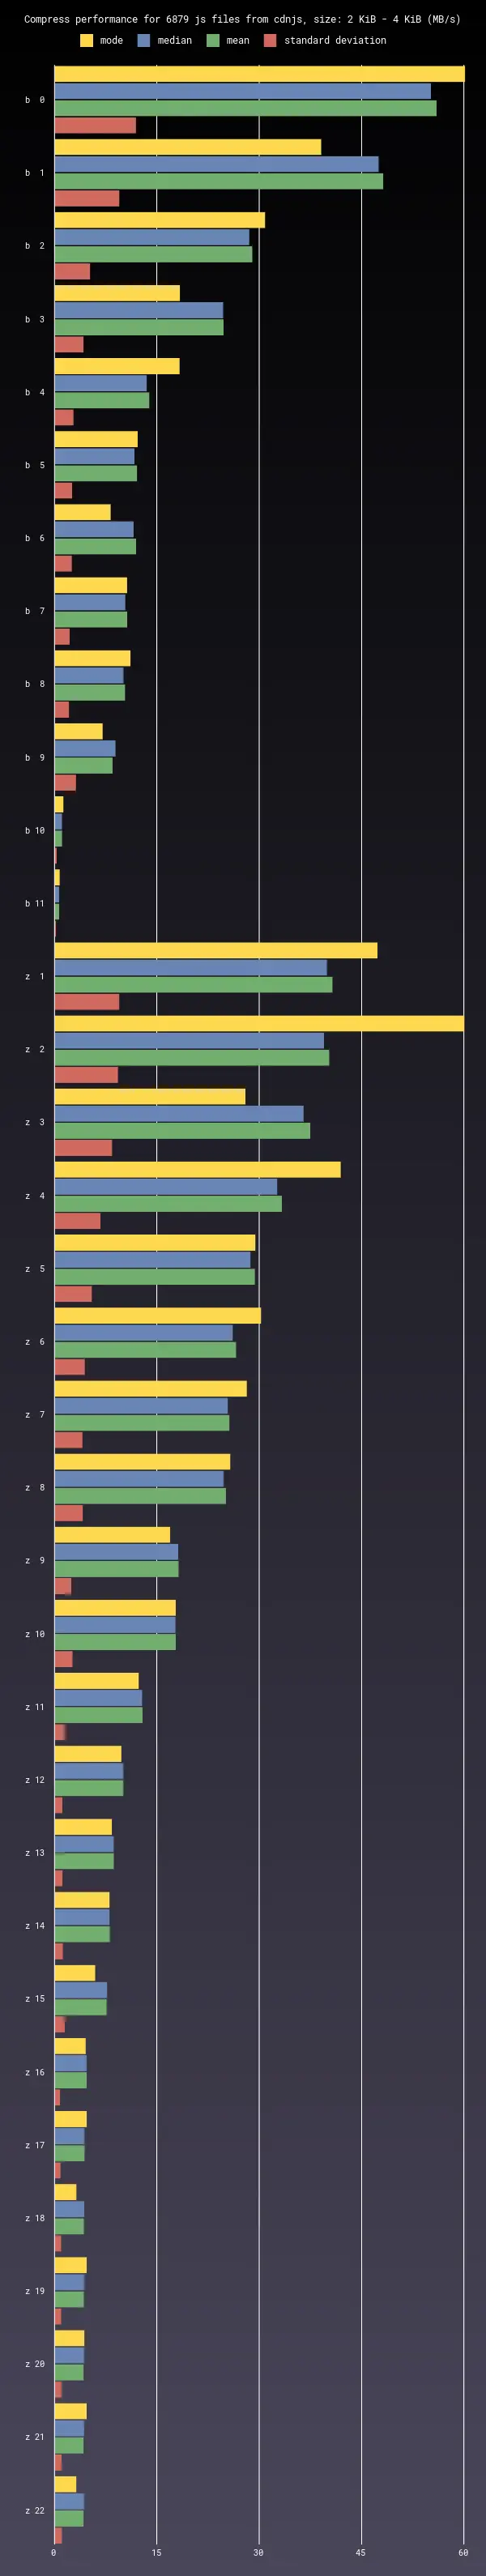 Compress performance for 6879 js files from cdnjs, size: 2 KiB - 4 KiB (MB/s)
mode median mean standard deviation
b 0
b 1
b 2
b 3
b 4
b 5
b 6
b 7
b 8
b 9
b 10
b 11
z 1
z 2
z 3
z 4
z 5
z 6
z 7
z 8
z 9
z 10
z 11
z 12
z 13
z 14
z 15
z 16
z 17
z 18
z 19
z 20
z 21
z 22
0 15 30 45 60